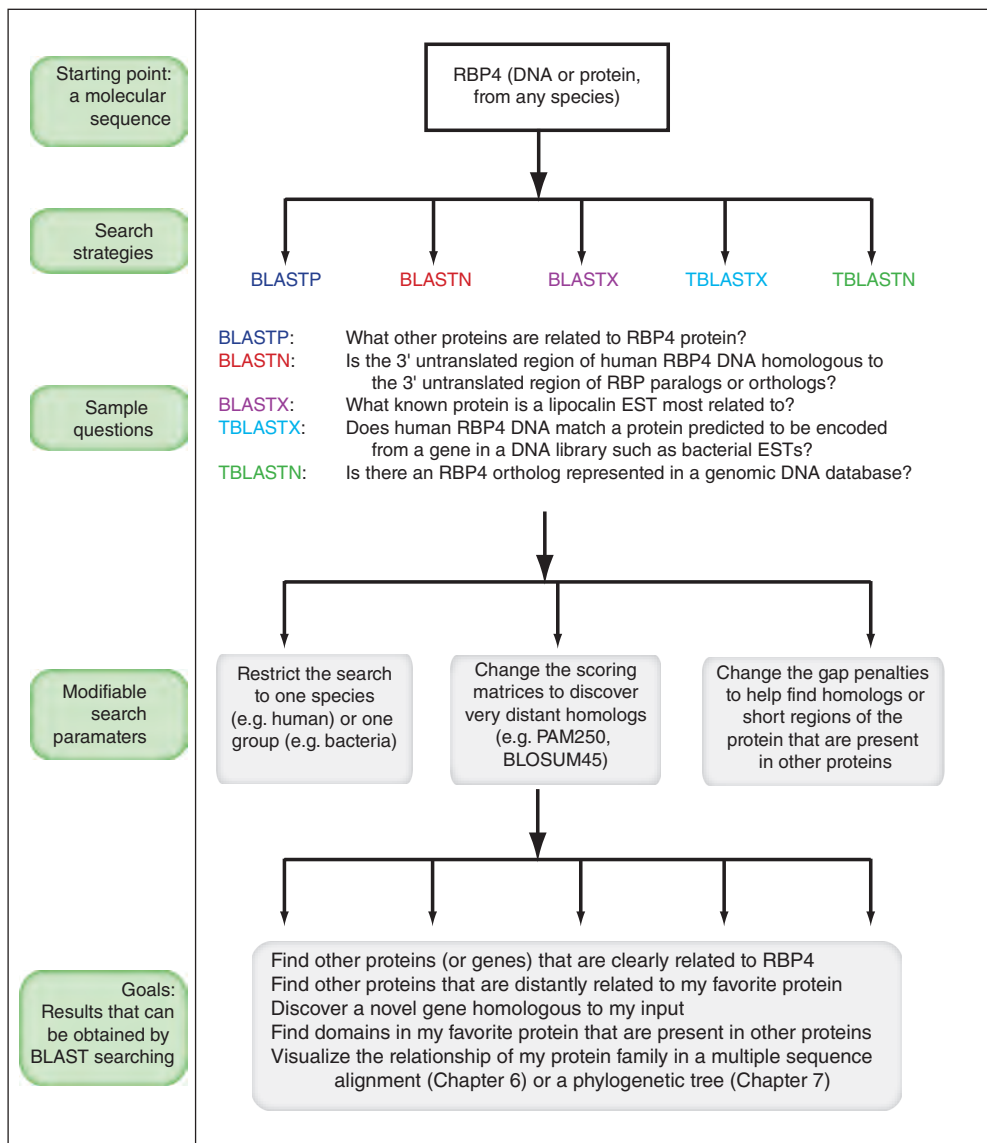 Starting point:
a molecular
sequence
RBP4 (DNA or protein,
from any species)
Search
strategies
BLASTP
BLASTN
BLASTX
TBLASTX
TBLASTN
Sample
questions
BLASTP: What other proteins are related to RBP4 protein?
BLASTN: Is the 3' untranslated region of human RBP4 DNA homologous to
the 3' untranslated region of RBP paralogs or orthologs?
BLASTX: What known protein is a lipocalin EST most related to?
TBLASTX: Does human RBP4 DNA match a protein predicted to be encoded
from a gene in a DNA library such as bacterial ESTs?
TBLASTN: Is there an RBP4 ortholog represented in a genomic DNA database?
Modifiable
search
paramaters
Restrict the search
to one species
(e.g. human) or one
group (e.g. bacteria)
Change the scoring
matrices to discover
very distant homologs
(e.g. PAM250,
BLOSUM45)
Change the gap penalties
to help find homologs or
short regions of the
protein that are present
in other proteins
Goals:
Results that can
be obtained by
BLAST searching
Find other proteins (or genes) that are clearly related to RBP4
Find other proteins that are distantly related to my favorite protein
Discover a novel gene homologous to my input
Find domains in my favorite protein that are present in other proteins
Visualize the relationship of my protein family in a multiple sequence
alignment (Chapter 6) or a phylogenetic tree (Chapter 7)